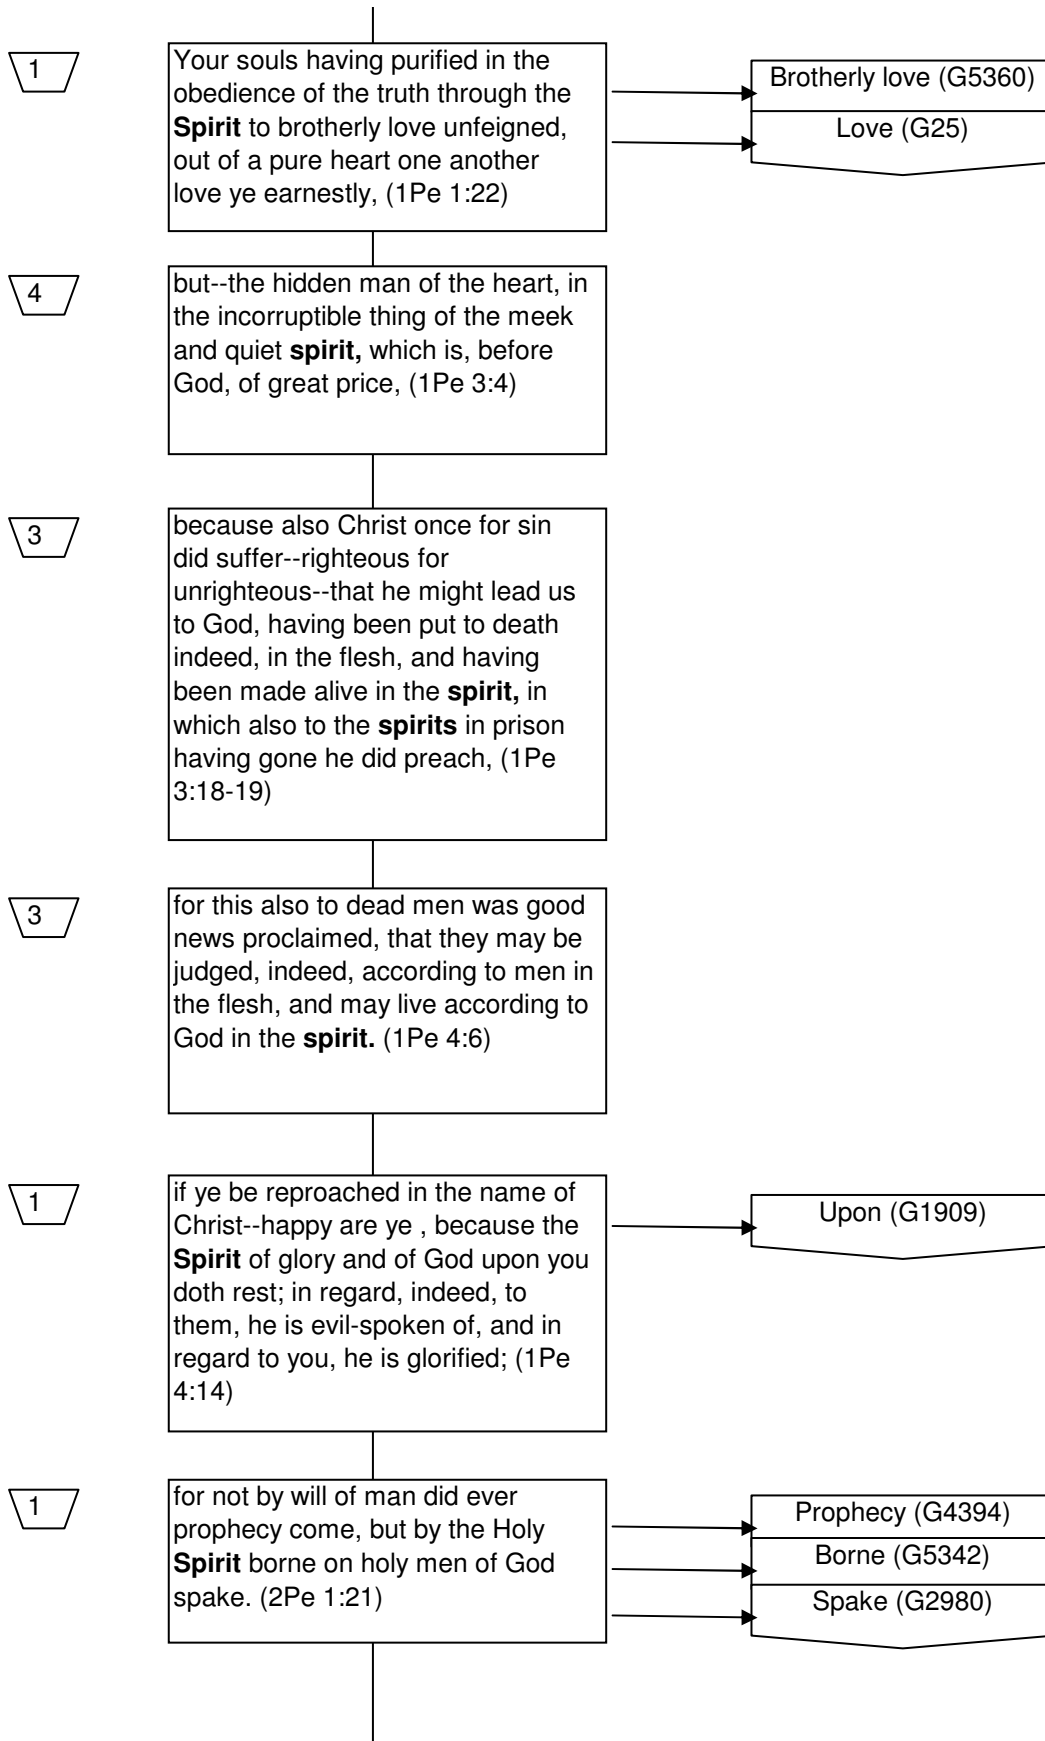 1
Your souls having purified in the
obedience of the truth through the
Spirit to brotherly love unfeigned,
out of a pure heart one another
love ye earnestly, (1Pe 1:22)
Brotherly love (G5360)
Love (G25)
4
but--the hidden man of the heart, in
the incorruptible thing of the meek
and quiet spirit, which is, before
God, of great price, (1Pe 3:4)
3
because also Christ once for sin
did suffer--righteous for
unrighteous--that he might lead us
to God, having been put to death
indeed, in the flesh, and having
been made alive in the spirit, in
which also to the spirits in prison
having gone he did preach, (1Pe
3:18-19)
3
for this also to dead men was good
news proclaimed, that they may be
judged, indeed, according to men in
the flesh, and may live according to
God in the spirit. (1Pe 4:6)
1
if ye be reproached in the name of
Christ--happy are ye , because the
Spirit of glory and of God upon you
doth rest; in regard, indeed, to
them, he is evil-spoken of, and in
regard to you, he is glorified; (1Pe
4:14)
Upon (G1909)
1
for not by will of man did ever
prophecy come, but by the Holy
Spirit borne on holy men of God
spake. (2Pe 1:21)
Prophecy (G4394)
Borne (G5342)
Spake (G2980)